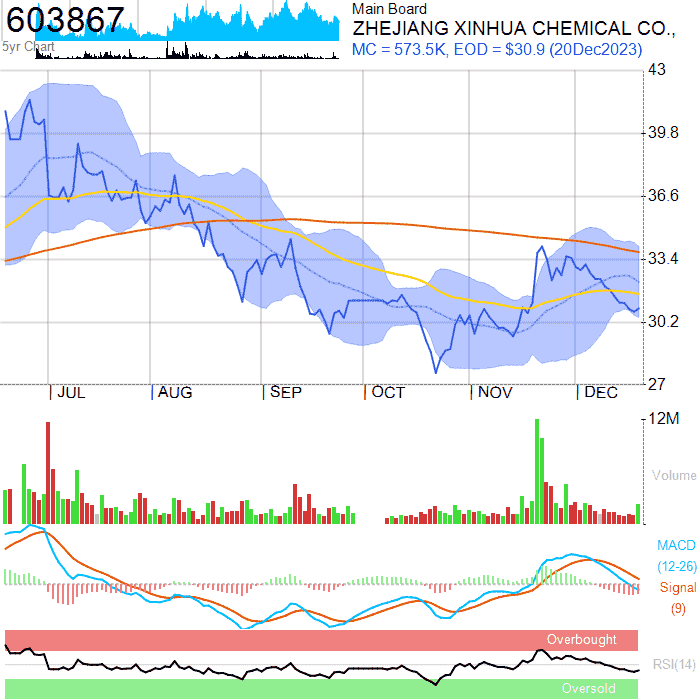 603867
5yr Chart
Main Board
ZHEJIANG XINHUA CHEMICAL CO.,
MC = 573.5K, EOD = $30.9 (20Dec2023)
43
39.8
36.6
33.4
30.2
27
JUL
AUG
SEP
OCT
NOV
DEC
12M
Volume
MACD
(12-26)
Signal
(9)
Overbought
RSI(14)
Oversold